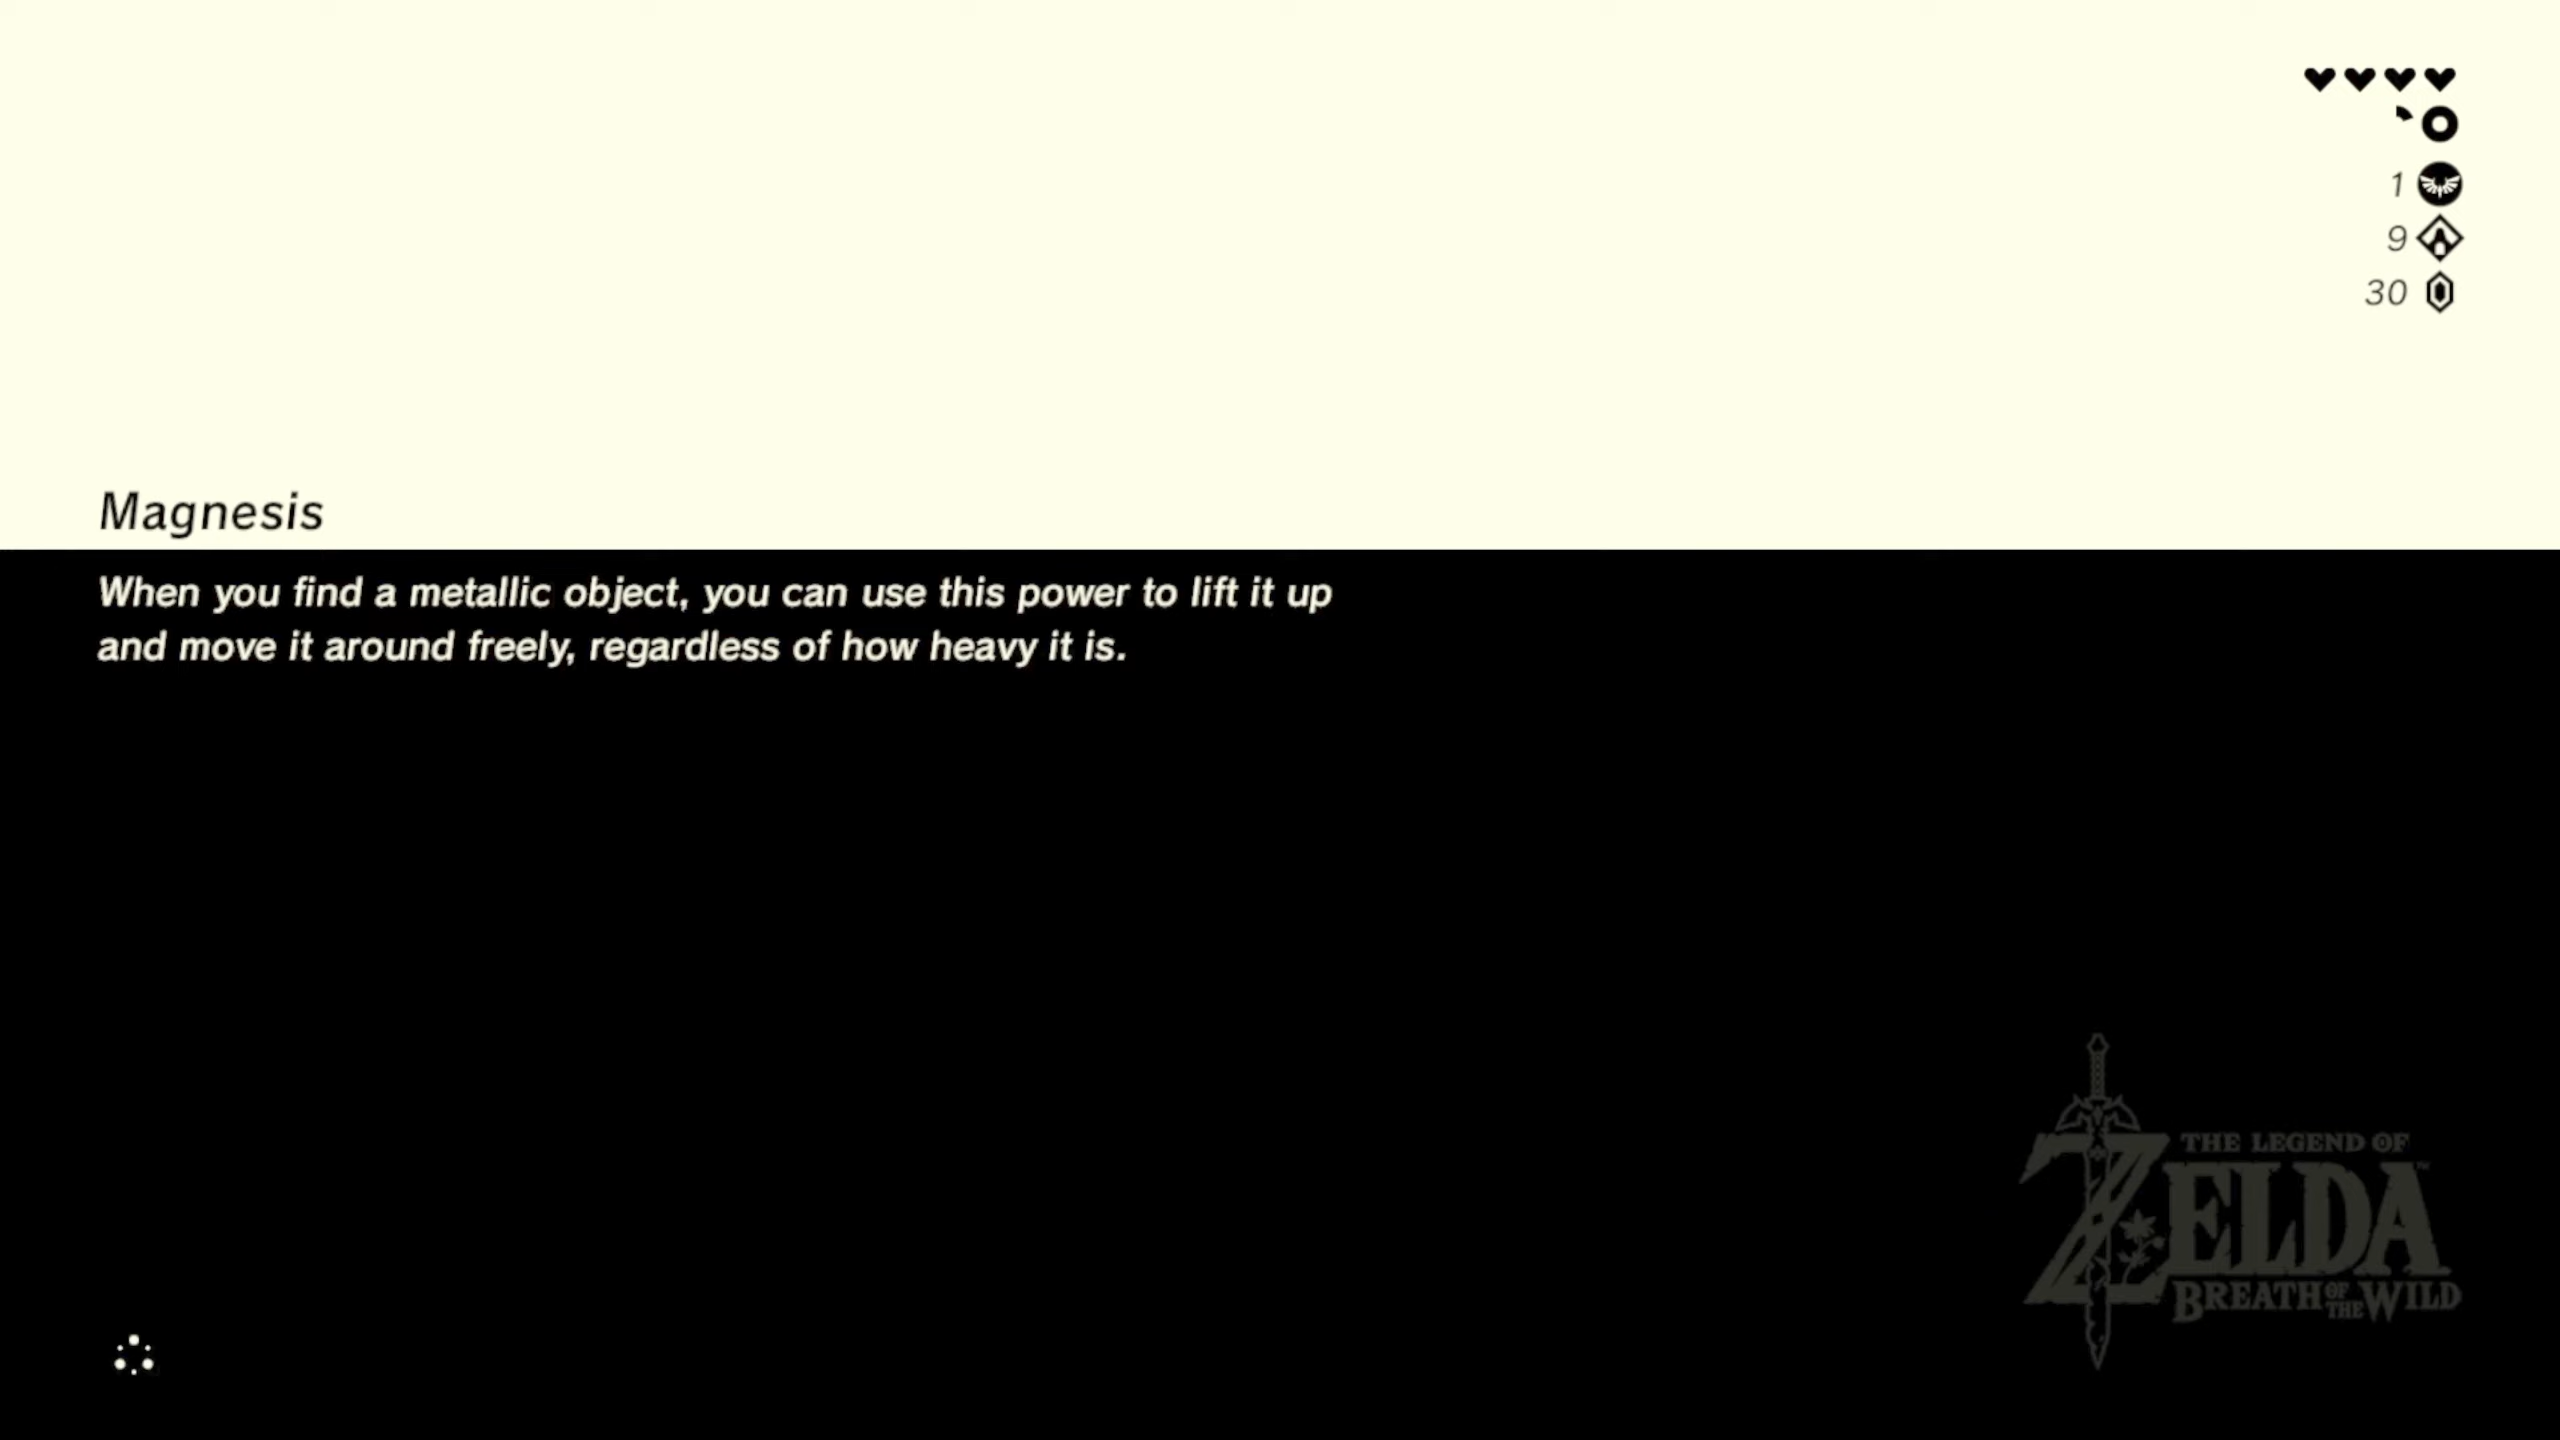 1
9
30
Magnesis
When you find a metallic object, you can use this power to lift it up
and move it around freely, regardless of how heavy it is.
THE LEGEND OF
ZELDA
BREATH OF THE WILD